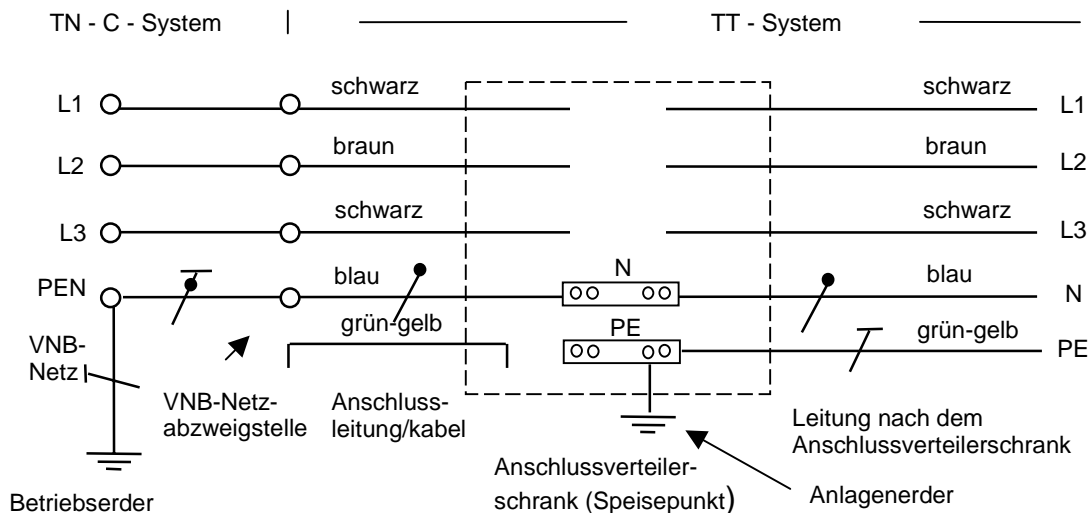 TN - C - System
TT - System
schwarz
schwarz
L1
L1
braun
braun
L2
L2
schwarz
schwarz
L3
L3
PEN
blau
N
blau
N
grün-gelb
PE
grün-gelb
PE
VNB-
Netz
VNB-Netz-
abzweigstelle
Anschluss-
leitung/kabel
Leitung nach dem
Anschlussverteilerschrank
Anschlussverteiler-
schrank (Speisepunkt)
Anlagenerder
Betriebserder